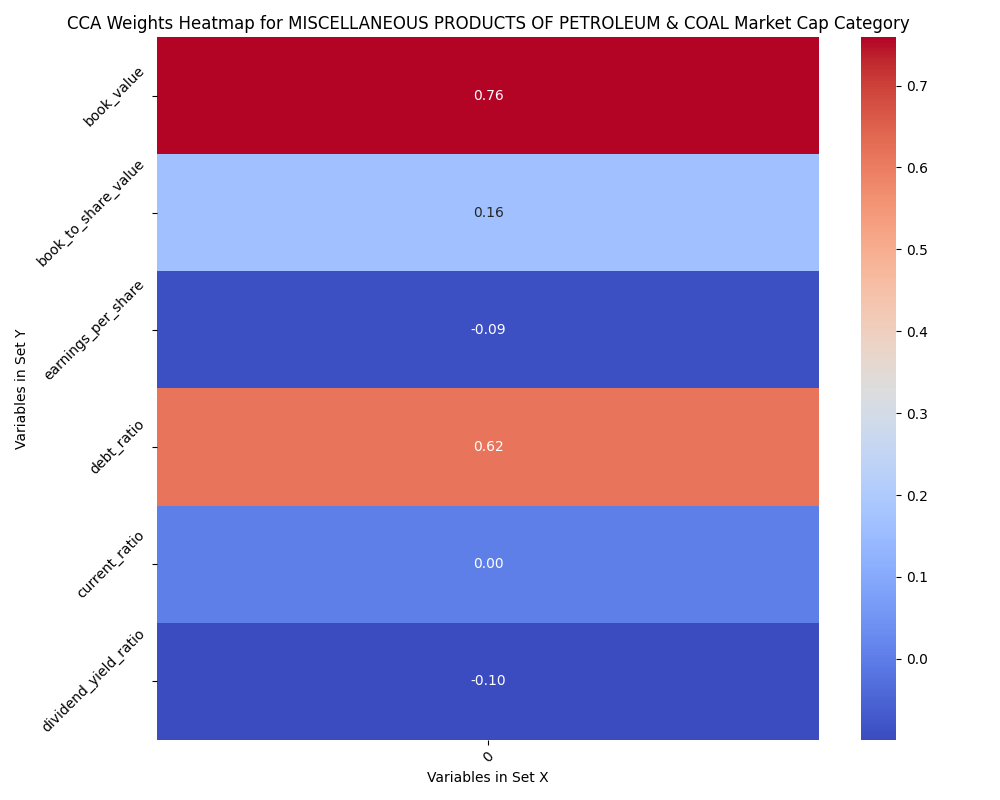 CCA Weights Heatmap for MISCELLANEOUS PRODUCTS OF PETROLEUM & COAL Market Cap Category
Variables in Set Y
book_value
0.76
book_to_share_value
0.16
earnings_per_share
-0.09
debt_ratio
0.62
current_ratio
0.00
dividend_yield_ratio
-0.10
0
Variables in Set X
0.7
0.6
0.5
0.4
0.3
0.2
0.1
0.0